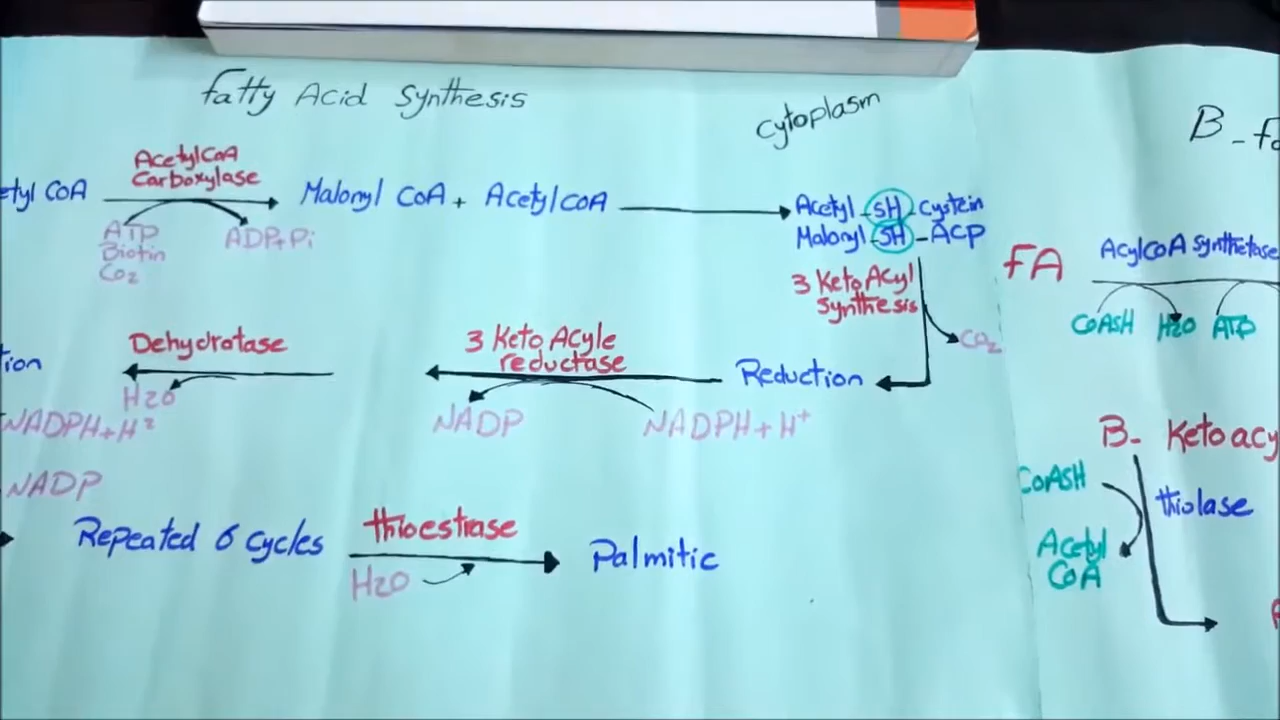 Fatty Acid Synthesis
Cytoplasm
etyl CoA
Acetyl CoA
Carboxylase
ATP
Biotin
CO2
ADP+Pi
Malonyl CoA + Acetyl CoA
Acetyl-SH-Cystein
Malonyl-SH-ACP
3 Keto Acyl
Synthesis
CO2
Reduction
3 Keto Acyle
reductase
NADP
NADPH+H+
Dehydratase
H2O
tion
NADPH+H2
NADP
Repeated 6 Cycles
thioestrase
H2O
Palmitic
B-
FA
AcylCoA Synthetase
CoASH
H2O
ATP
B- Ketoacy
CoASH
thiolase
Acetyl
CoA